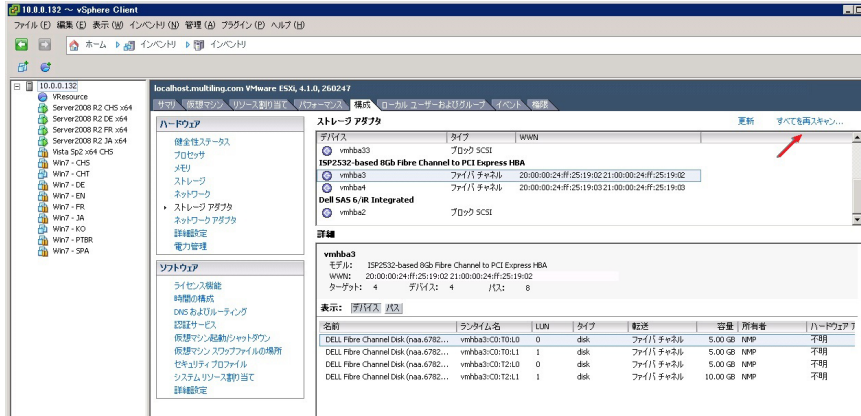 10.0.0.132 ～ vSphere Client
ファイル(F) 編集(E) 表示(W) インベントリ(N) 管理(A) プラグイン(P) ヘルプ(H)
ホーム インベントリ インベントリ
10.0.0.132
VResource
Server2008 R2 CHS x64
Server2008 R2 DE x64
Server2008 R2 FR x64
Server2008 R2 JA x64
Vista Sp2 x64 CHS
Win7 - CHS
Win7 - CHT
Win7 - DE
Win7 - EN
Win7 - FR
Win7 - JA
Win7 - KO
Win7 - PTBR
Win7 - SPA
localhost.multiling.com VMware ESXi, 4.1.0, 260247
サマリ 仮想マシン リソース割り当て パフォーマンス 構成 ローカル ユーザーおよびグループ イベント 権限
ハードウェア
健全性ステータス
プロセッサ
メモリ
ストレージ
ネットワーク
ストレージ アダプタ
ネットワーク アダプタ
詳細設定
電力管理
ソフトウェア
ライセンス機能
時間の構成
DNS およびルーティング
認証サービス
仮想マシン起動/シャットダウン
仮想マシン スワップファイルの場所
セキュリティ プロファイル
システム リソース割り当て
詳細設定
ストレージ アダプタ 更新 すべてを再スキャン...
デバイス タイプ WWN
vmhba33 ブロック SCSI
ISP2532-based 8Gb Fibre Channel to PCI Express HBA
vmhba3 ファイバ チャネル 20:00:00:24:ff:25:19:02 21:00:00:24:ff:25:19:02
vmhba4 ファイバ チャネル 20:00:00:24:ff:25:19:03 21:00:00:24:ff:25:19:03
Dell SAS 6/iR Integrated
vmhba2 ブロック SCSI
詳細
vmhba3
モデル: ISP2532-based 8Gb Fibre Channel to PCI Express HBA
WWN: 20:00:00:24:ff:25:19:02 21:00:00:24:ff:25:19:02
ターゲット: 4 デバイス: 4 パス: 8
表示: デバイス パス
名前 ランタイム名 LUN タイプ 転送 容量 所有者 ハードウェア ア
DELL Fibre Channel Disk (naa.6782... vmhba3:C0:T0:L0 0 disk ファイバ チャネル 5.00 GB NMP 不明
DELL Fibre Channel Disk (naa.6782... vmhba3:C0:T0:L1 1 disk ファイバ チャネル 5.00 GB NMP 不明
DELL Fibre Channel Disk (naa.6782... vmhba3:C0:T2:L0 0 disk ファイバ チャネル 5.00 GB NMP 不明
DELL Fibre Channel Disk (naa.6782... vmhba3:C0:T2:L1 1 disk ファイバ チャネル 10.00 GB NMP 不明